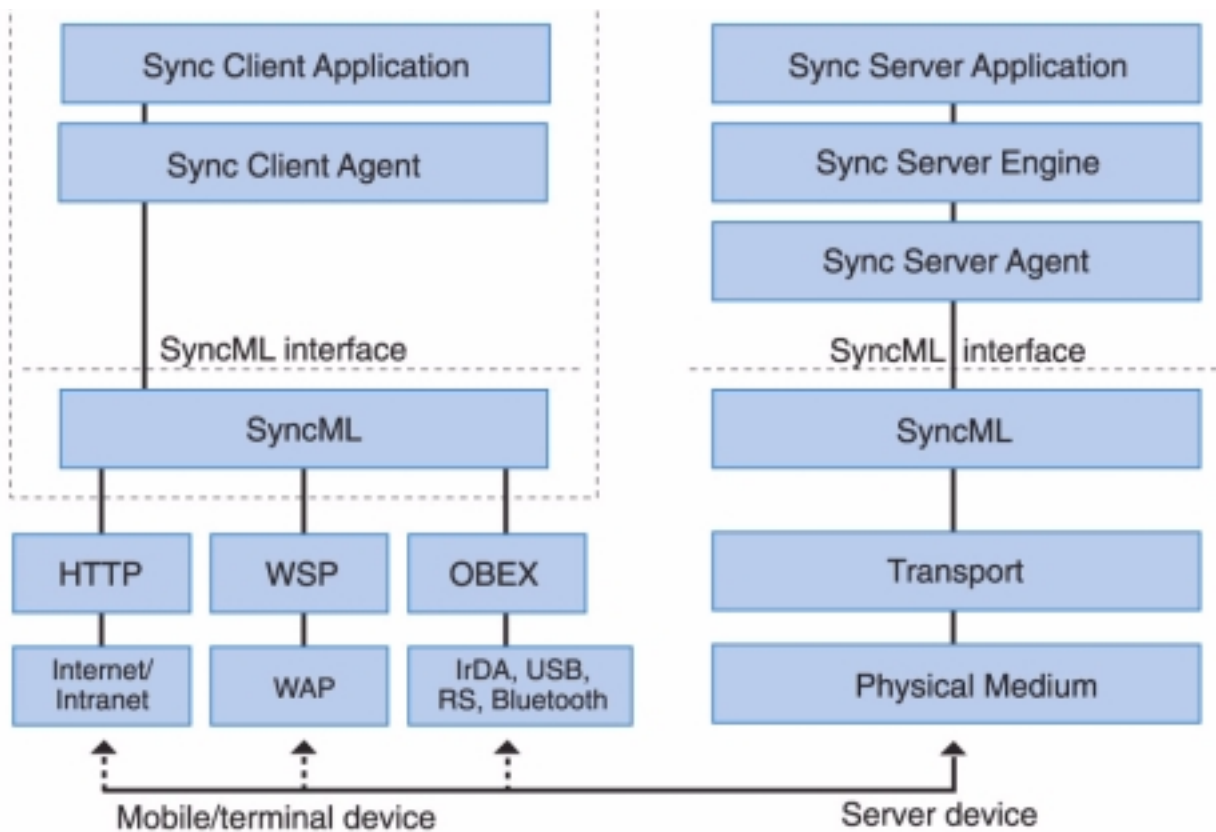 Sync Client Application
Sync Client Agent
SyncML interface
SyncML
HTTP
WSP
OBEX
Internet/
Intranet
WAP
IrDA, USB,
RS, Bluetooth
Mobile/terminal device
Sync Server Application
Sync Server Engine
Sync Server Agent
SyncML interface
SyncML
Transport
Physical Medium
Server device